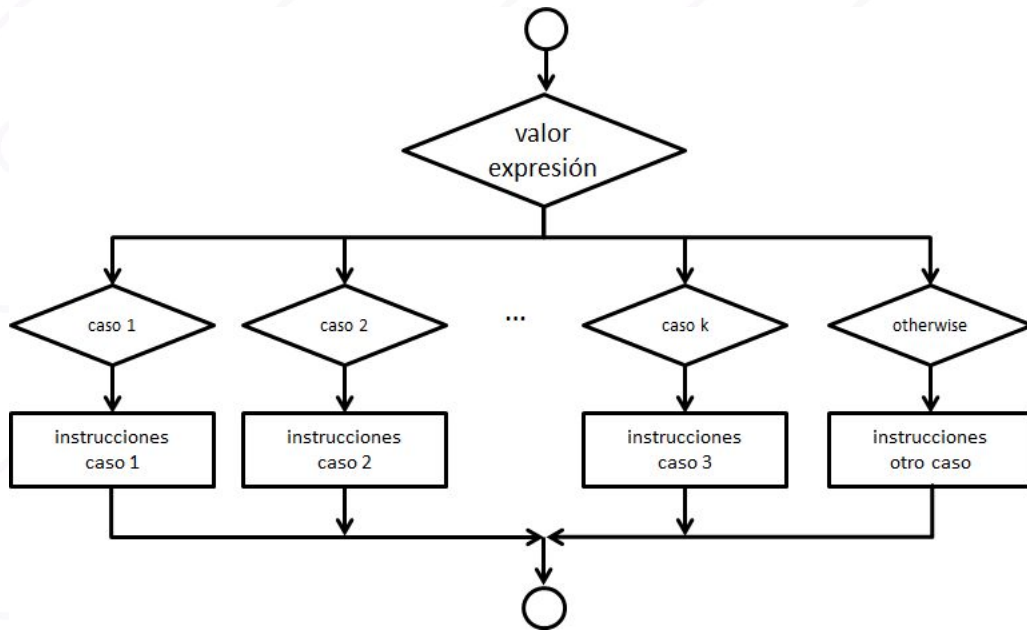 valor
expresión
caso 1
caso 2
...
caso k
otherwise
instrucciones
caso 1
instrucciones
caso 2
instrucciones
caso 3
instrucciones
otro caso